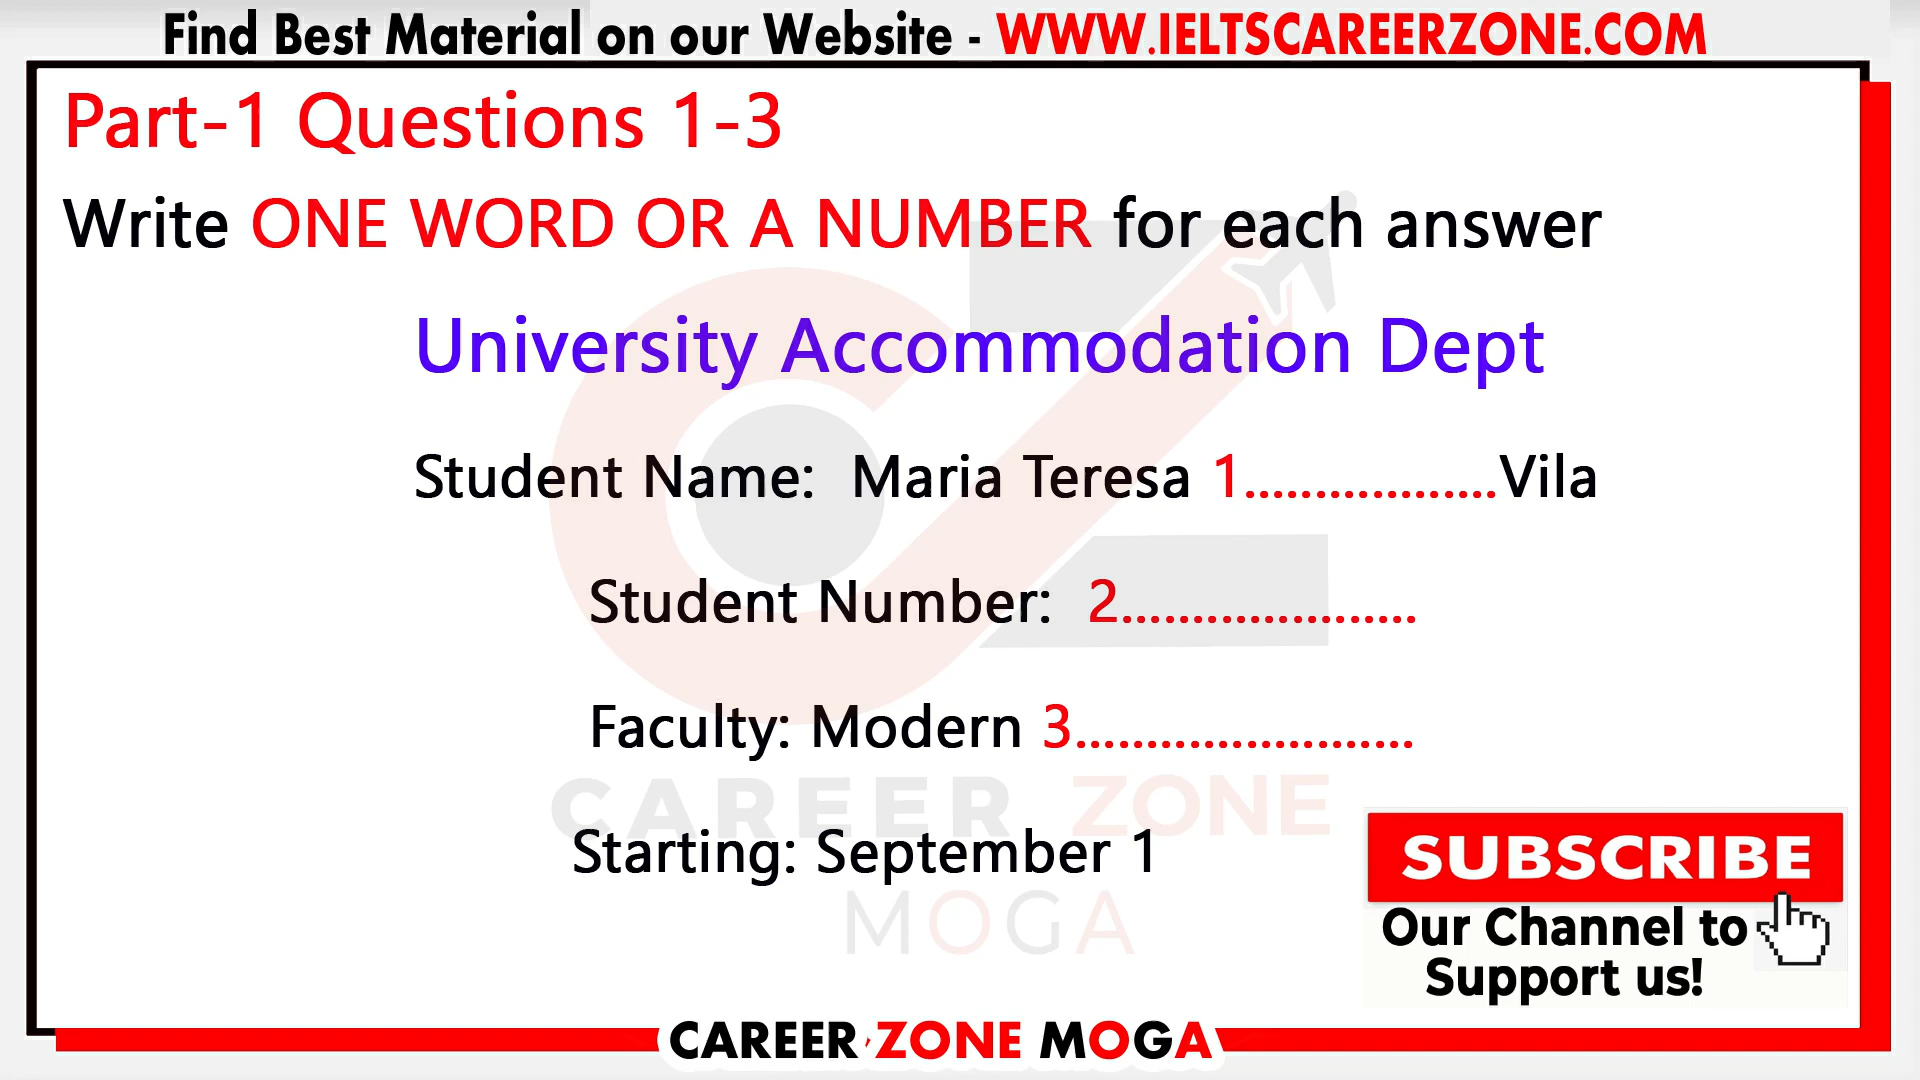 Find Best Material on our Website - WWW.IELTSCAREERZONE.COM
Part-1 Questions 1-3
Write ONE WORD OR A NUMBER for each answer
University Accommodation Dept
Student Name: Maria Teresa 1..................Vila
Student Number: 2.....................
Faculty: Modern 3........................
CAREER ZONE
Starting: September 1
MOGA
SUBSCRIBE
Our Channel to
Support us!
CAREER ZONE MOGA